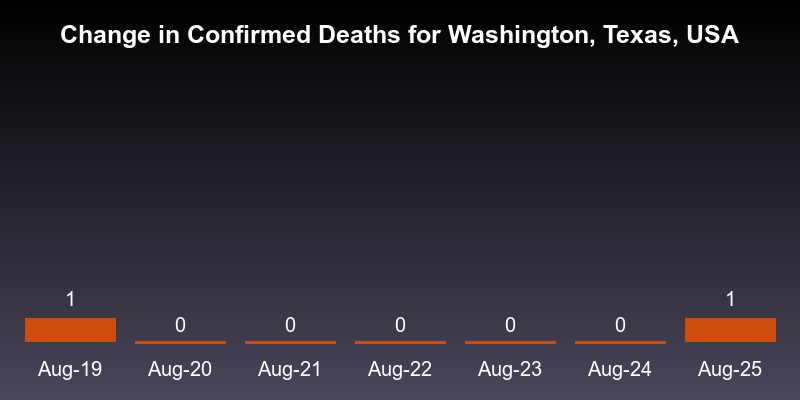 Change in Confirmed Deaths for Washington, Texas, USA
1 0 0 0 0 0 1
Aug-19 Aug-20 Aug-21 Aug-22 Aug-23 Aug-24 Aug-25